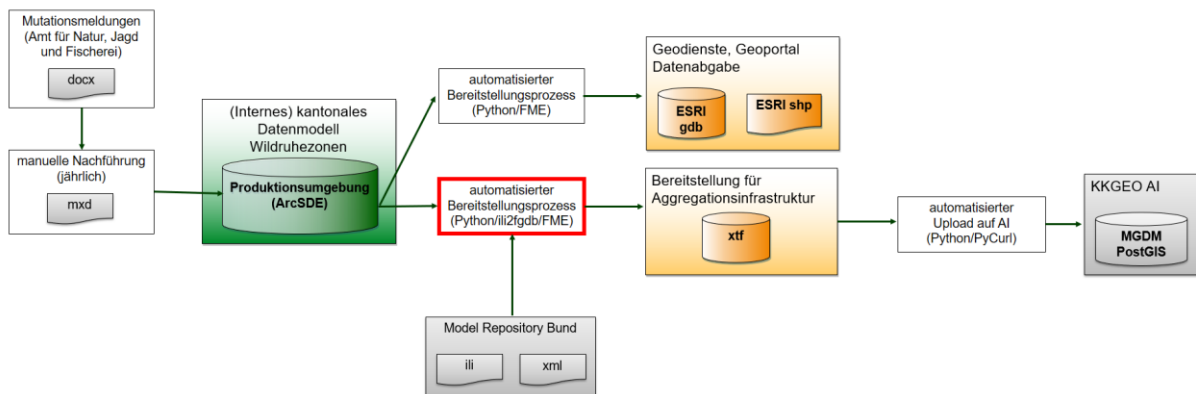 Mutationsmeldungen
(Amt für Natur, Jagd
und Fischerei)
docx
manuelle Nachführung
(jährlich)
mxd
(Internes) kantonales
Datenmodell
Wildruhezonen
Produktionsumgebung
(ArcSDE)
automatisierter
Bereitstellungsprozess
(Python/FME)
Geodienste, Geoportal
Datenabgabe
ESRI
gdb
ESRI shp
automatisierter
Bereitstellungsprozess
(Python/ili2fgdb/FME)
Bereitstellung für
Aggregationsinfrastruktur
xtf
automatisierter
Upload auf AI
(Python/PyCurl)
KKGEO AI
MGDM
PostGIS
Model Repository Bund
ili
xml